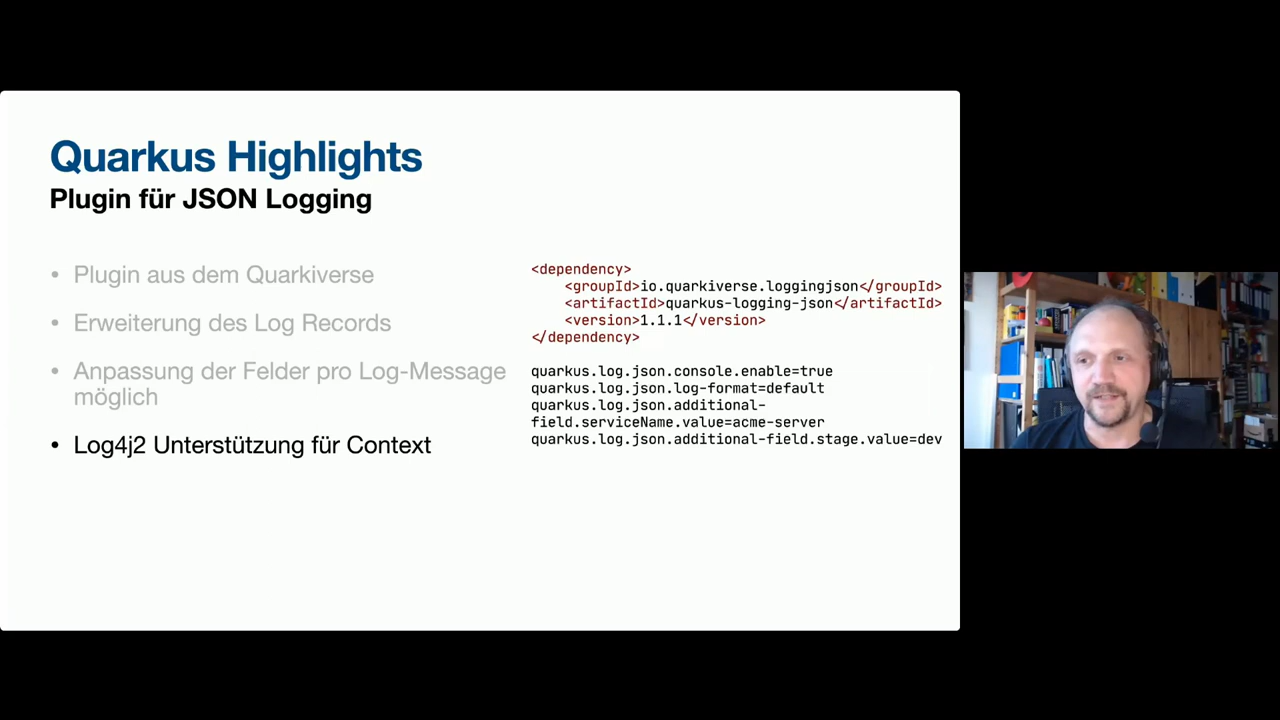 Quarkus Highlights
Plugin für JSON Logging
• Plugin aus dem Quarkiverse
• Erweiterung des Log Records
• Anpassung der Felder pro Log-Message
möglich
• Log4j2 Unterstützung für Context
<dependency>
    <groupId>io.quarkiverse.loggingjson</groupId>
    <artifactId>quarkus-logging-json</artifactId>
    <version>1.1.1</version>
</dependency>
quarkus.log.json.console.enable=true
quarkus.log.json.log-format=default
quarkus.log.json.additional-
field.serviceName.value=acme-server
quarkus.log.json.additional-field.stage.value=dev